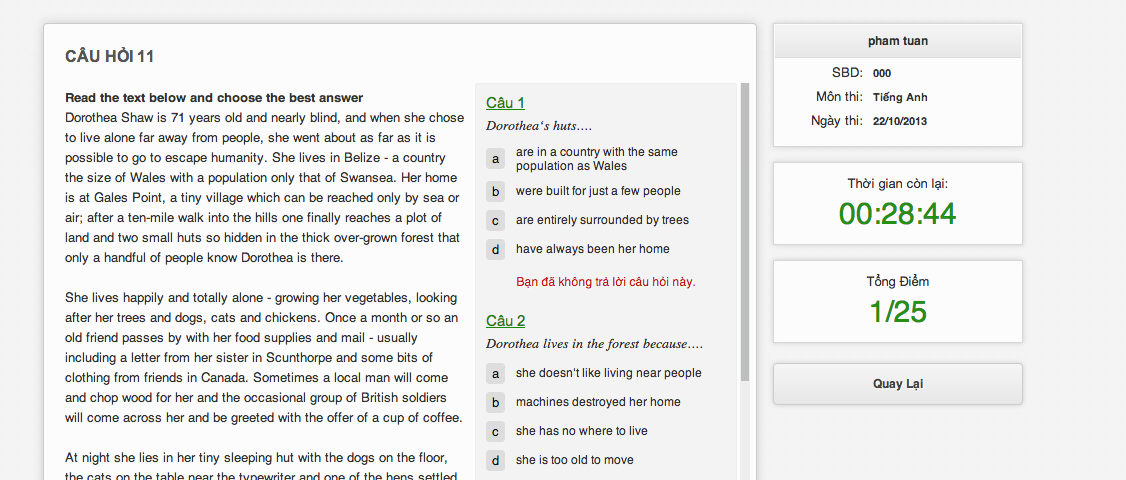 CÂU HỎI 11
Read the text below and choose the best answer
Dorothea Shaw is 71 years old and nearly blind, and when she chose
to live alone far away from people, she went about as far as it is
possible to go to escape humanity. She lives in Belize - a country
the size of Wales with a population only that of Swansea. Her home
is at Gales Point, a tiny village which can be reached only by sea or
air; after a ten-mile walk into the hills one finally reaches a plot of
land and two small huts so hidden in the thick over-grown forest that
only a handful of people know Dorothea is there.
She lives happily and totally alone - growing her vegetables, looking
after her trees and dogs, cats and chickens. Once a month or so an
old friend passes by with her food supplies and mail - usually
including a letter from her sister in Scunthorpe and some bits of
clothing from friends in Canada. Sometimes a local man will come
and chop wood for her and the occasional group of British soldiers
will come across her and be greeted with the offer of a cup of coffee.
At night she lies in her tiny sleeping hut with the dogs on the floor,
the cats on the table near the typewriter and one of the hens settled
Câu 1
Dorothea‘s huts….
a are in a country with the same
population as Wales
b were built for just a few people
c are entirely surrounded by trees
d have always been her home
Bạn đã không trả lời câu hỏi này.
Câu 2
Dorothea lives in the forest because….
a she doesn't like living near people
b machines destroyed her home
c she has no where to live
d she is too old to move
pham tuan
SBD: 000
Môn thi: Tiếng Anh
Ngày thi: 22/10/2013
Thời gian còn lại:
00:28:44
Tổng Điểm
1/25
Quay Lại